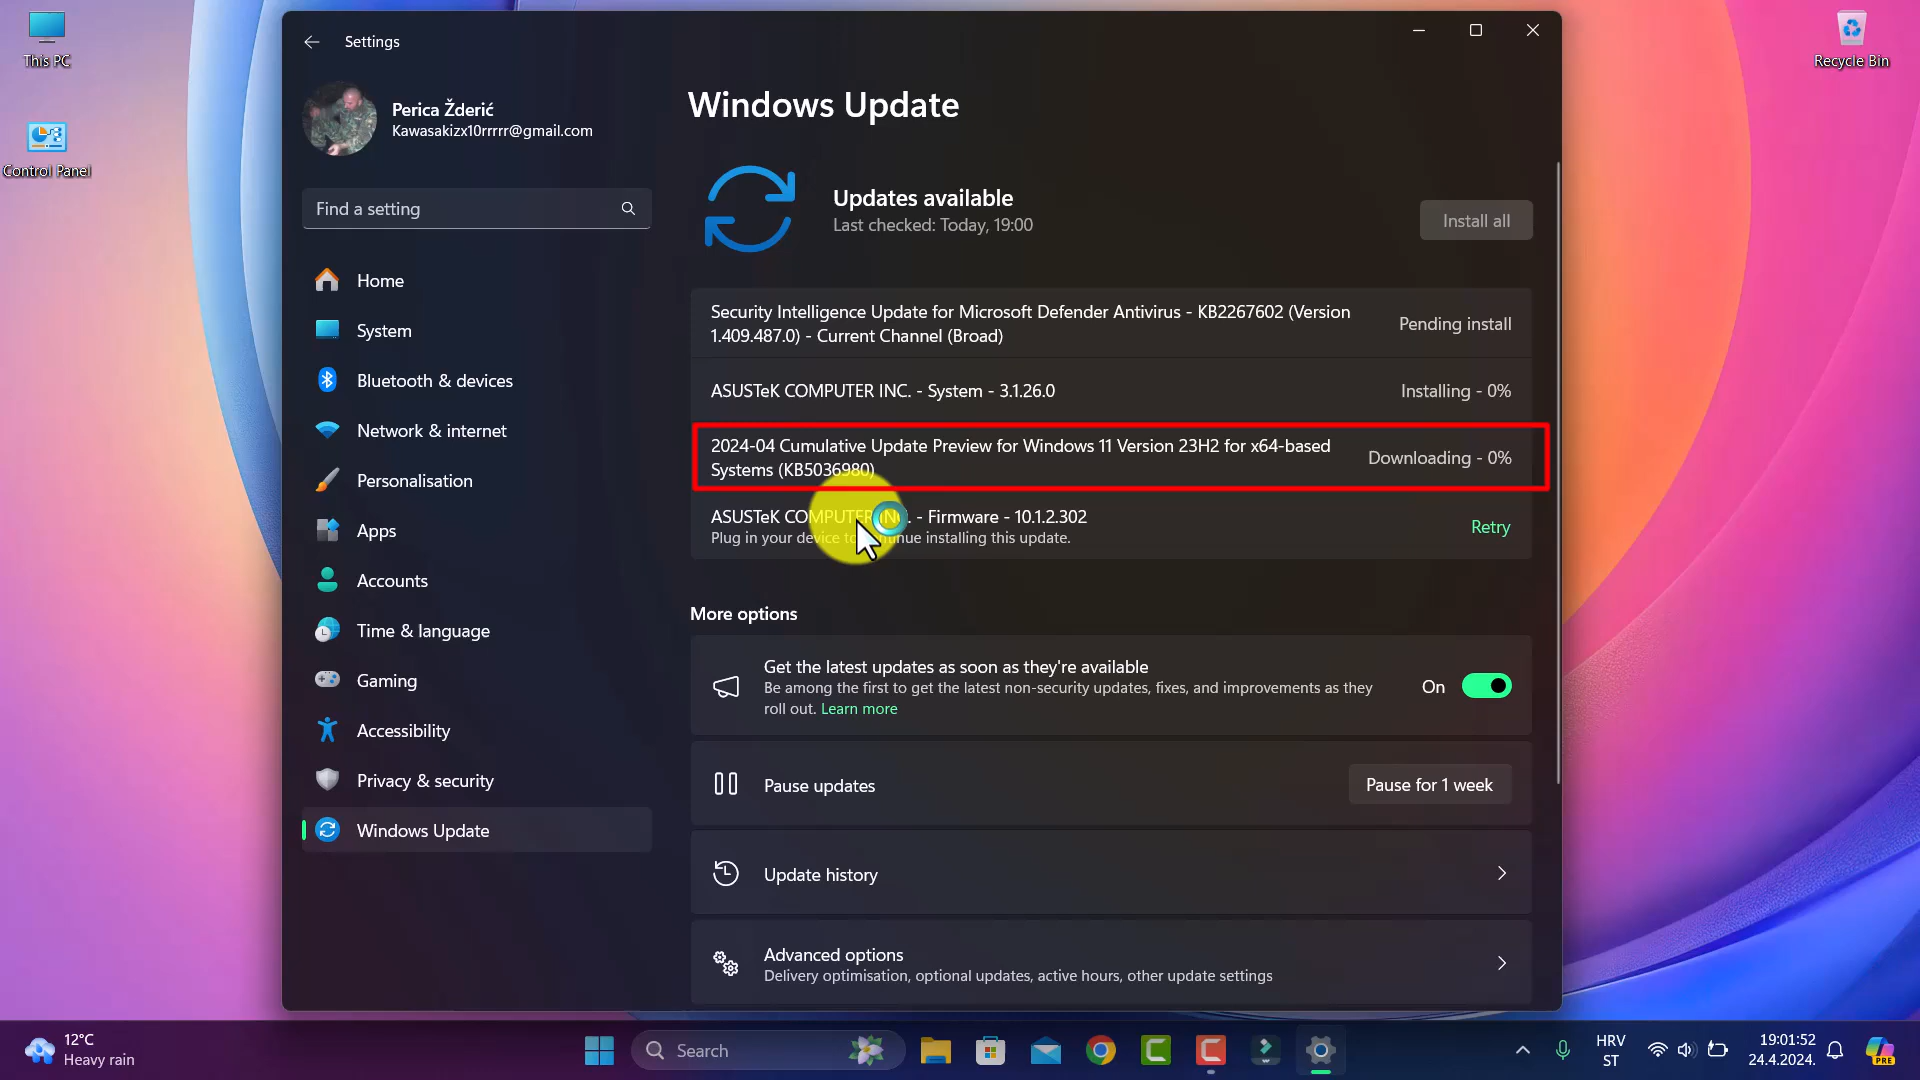 This PC
Control Panel
Recycle Bin
Settings
Perica Žderić
Kawasakizx10rrrrr@gmail.com
Find a setting
Home
System
Bluetooth & devices
Network & internet
Personalisation
Apps
Accounts
Time & language
Gaming
Accessibility
Privacy & security
Windows Update
Windows Update
Updates available
Last checked: Today, 19:00
Install all
Security Intelligence Update for Microsoft Defender Antivirus - KB2267602 (Version
1.409.487.0) - Current Channel (Broad)
Pending install
ASUSTeK COMPUTER INC. - System - 3.1.26.0
Installing - 0%
2024-04 Cumulative Update Preview for Windows 11 Version 23H2 for x64-based
Systems (KB5036980)
Downloading - 0%
ASUSTeK COMPUTER INC. - Firmware - 10.1.2.302
Plug in your device to continue installing this update.
Retry
More options
Get the latest updates as soon as they're available
Be among the first to get the latest non-security updates, fixes, and improvements as they
roll out. Learn more
On
Pause updates
Pause for 1 week
Update history
Advanced options
Delivery optimisation, optional updates, active hours, other update settings
12°C
Heavy rain
Search
HRV
ST
19:01:52
24.4.2024.
PRE